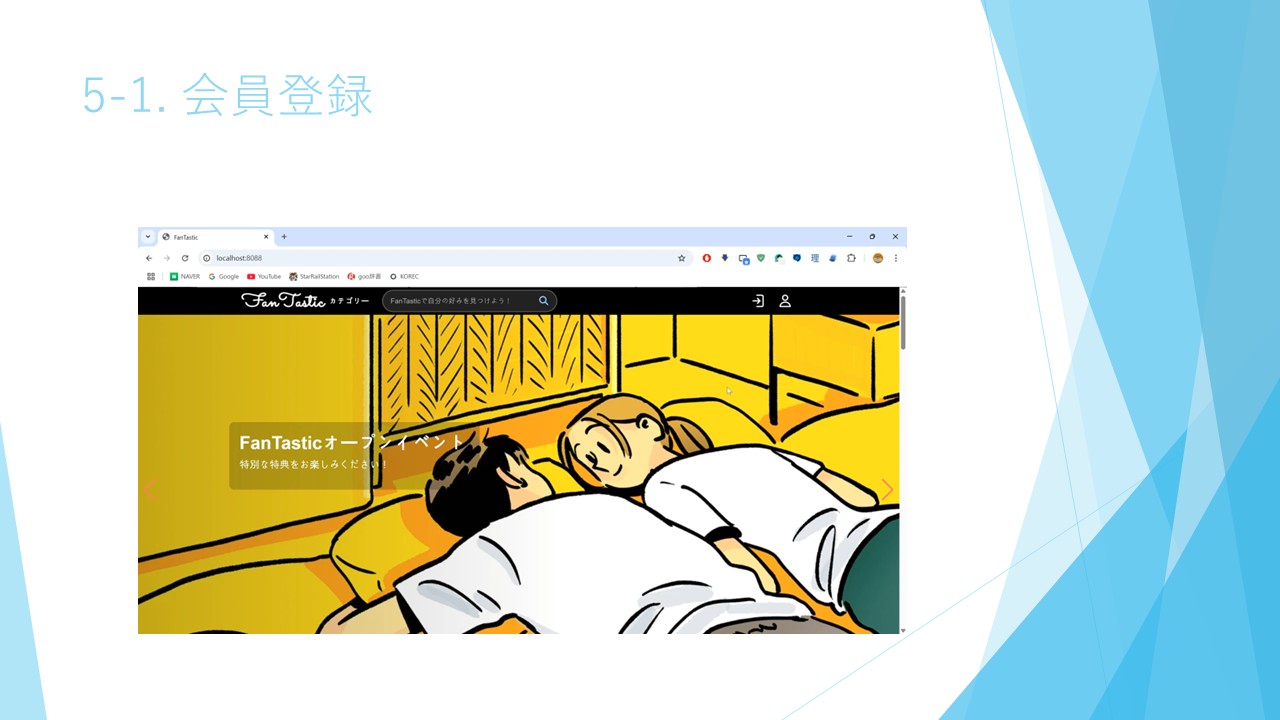 5-1. 会員登録
FanTastic
localhost:8088
NAVER Google YouTube StarRailStation goo辞書 KOREC
FanTastic カテゴリー FanTasticで自分の好みを見つけよう！
FanTasticオープンイベント
特別な特典をお楽しみください！